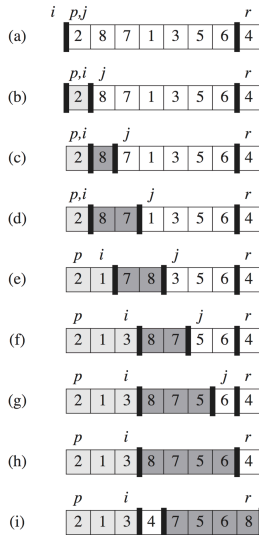 i p,j r
(a) 2 8 7 1 3 5 6 4
p,i j r
(b) 2 8 7 1 3 5 6 4
p,i j r
(c) 2 8 7 1 3 5 6 4
p,i j r
(d) 2 8 7 1 3 5 6 4
p i j r
(e) 2 1 7 8 3 5 6 4
p i j r
(f) 2 1 3 8 7 5 6 4
p i j r
(g) 2 1 3 8 7 5 6 4
p i r
(h) 2 1 3 8 7 5 6 4
p i r
(i) 2 1 3 4 7 5 6 8